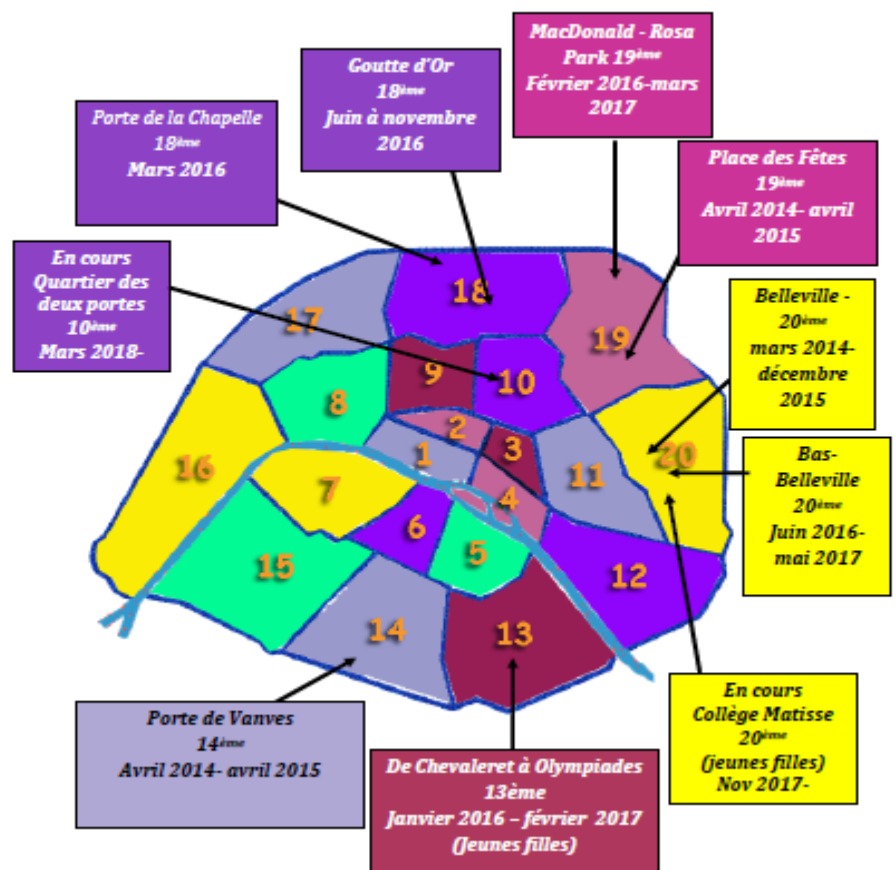 MacDonald - Rosa
Park 19ème
Février 2016-mars
2017
Goutte d'Or
18ème
Juin à novembre
2016
Porte de la Chapelle
18ème
Mars 2016
Place des Fêtes
19ème
Avril 2014- avril
2015
En cours
Quartier des
deux portes
10ème
Mars 2018-
Belleville -
20ème
mars 2014-
décembre
2015
Bas-
Belleville
20ème
Juin 2016-
mai 2017
18
17
19
9
10
8
2
3
1
11
20
16
7
4
6
5
15
12
14
13
En cours
Collège Matisse
20ème
(jeunes filles)
Nov 2017-
Porte de Vanves
14ème
Avril 2014- avril 2015
De Chevaleret à Olympiades
13ème
Janvier 2016 – février 2017
(Jeunes filles)